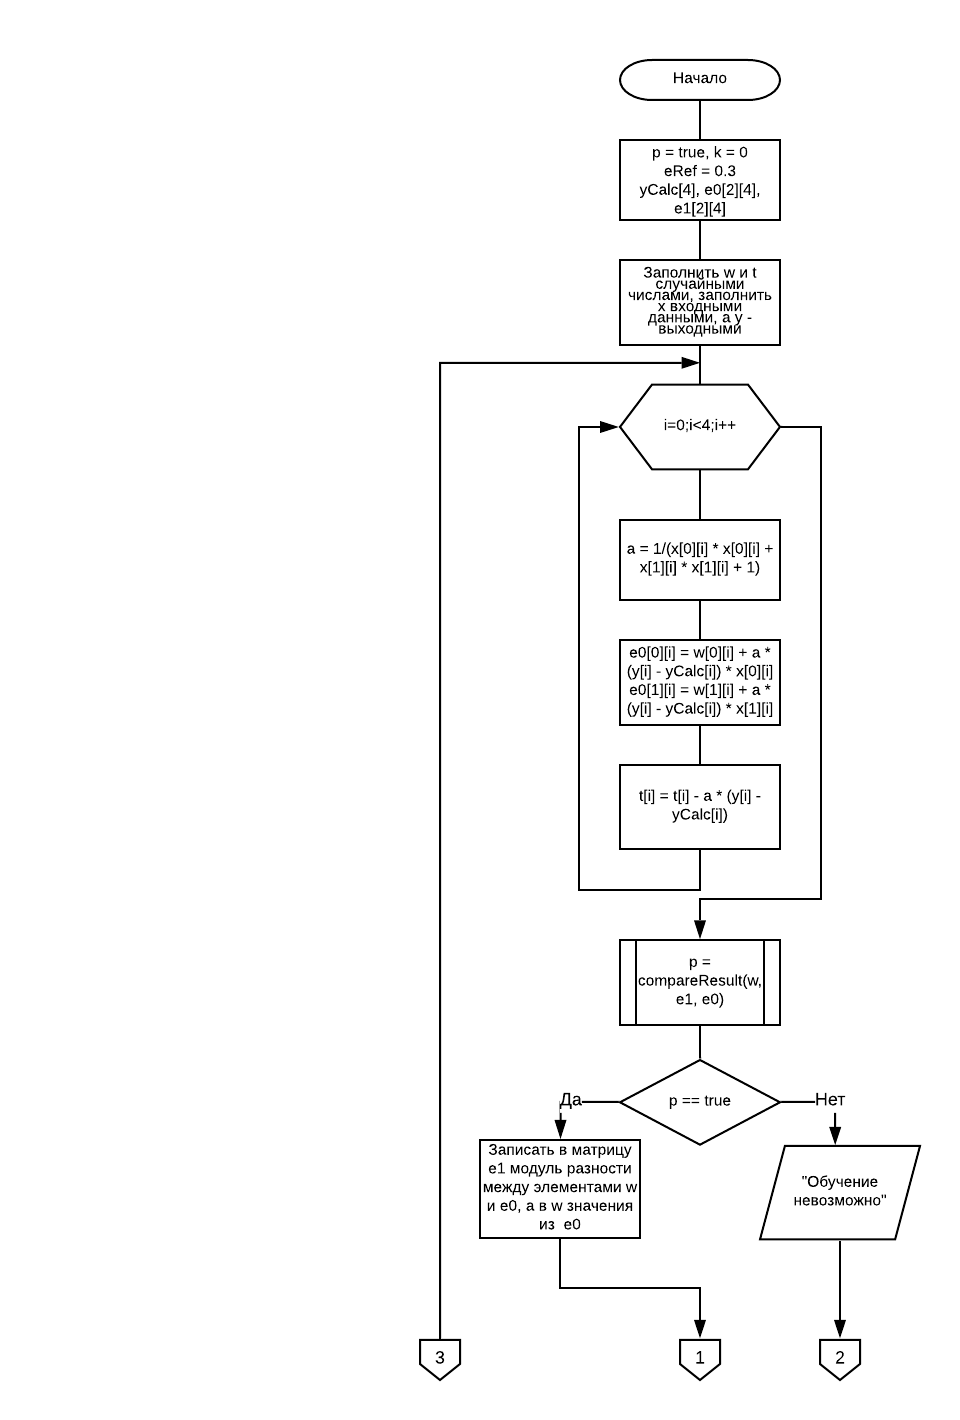 Начало
p = true, k = 0
eRef = 0.3
yCalc[4], e0[2][4],
e1[2][4]
Заполнить w и t
случайными
числами, заполнить
x входными
данными, а y -
выходными
i=0;i<4;i++
a = 1/(x[0][i] * x[0][i] +
x[1][i] * x[1][i] + 1)
e0[0][i] = w[0][i] + a *
(y[i] - yCalc[i]) * x[0][i]
e0[1][i] = w[1][i] + a *
(y[i] - yCalc[i]) * x[1][i]
t[i] = t[i] - a * (y[i] -
yCalc[i])
p =
compareResult(w,
e1, e0)
Да
p == true
Нет
Записать в матрицу
e1 модуль разности
между элементами w
и e0, а в w значения
из  e0
"Обучение
невозможно"
3
1
2